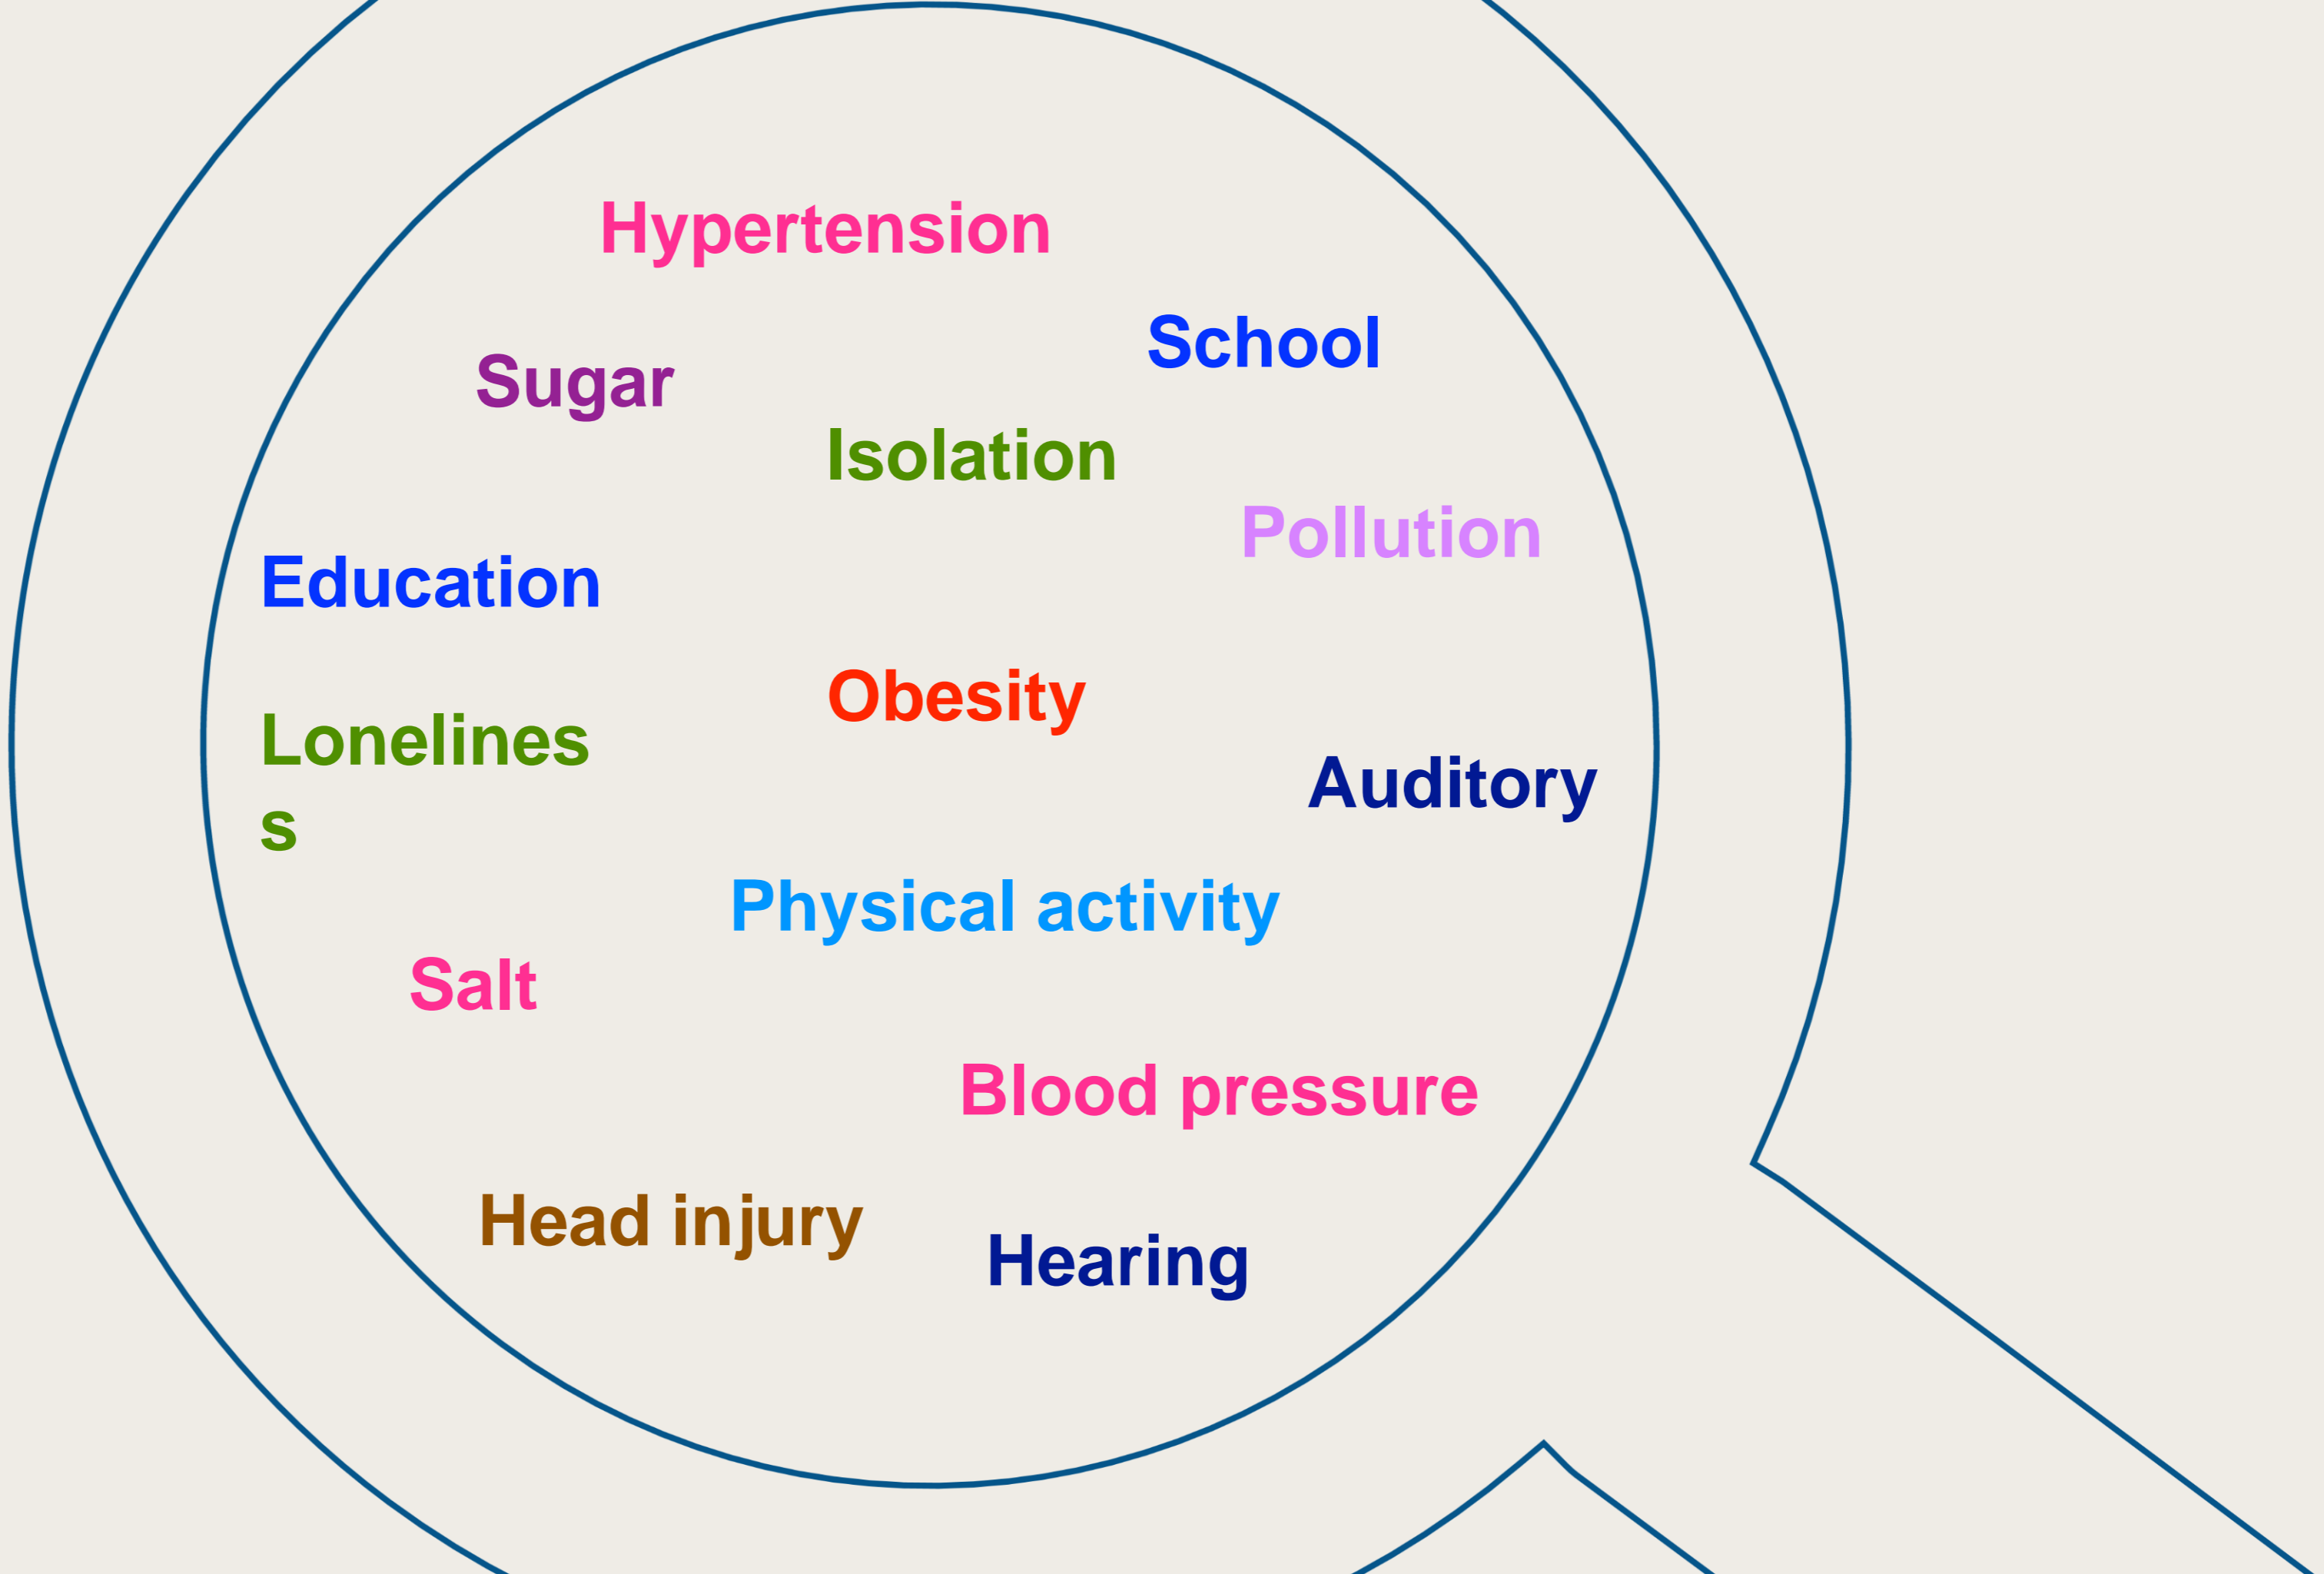 Hypertension
School
Sugar
Isolation
Pollution
Education
Obesity
Lonelines
s
Auditory
Physical activity
Salt
Blood pressure
Head injury
Hearing